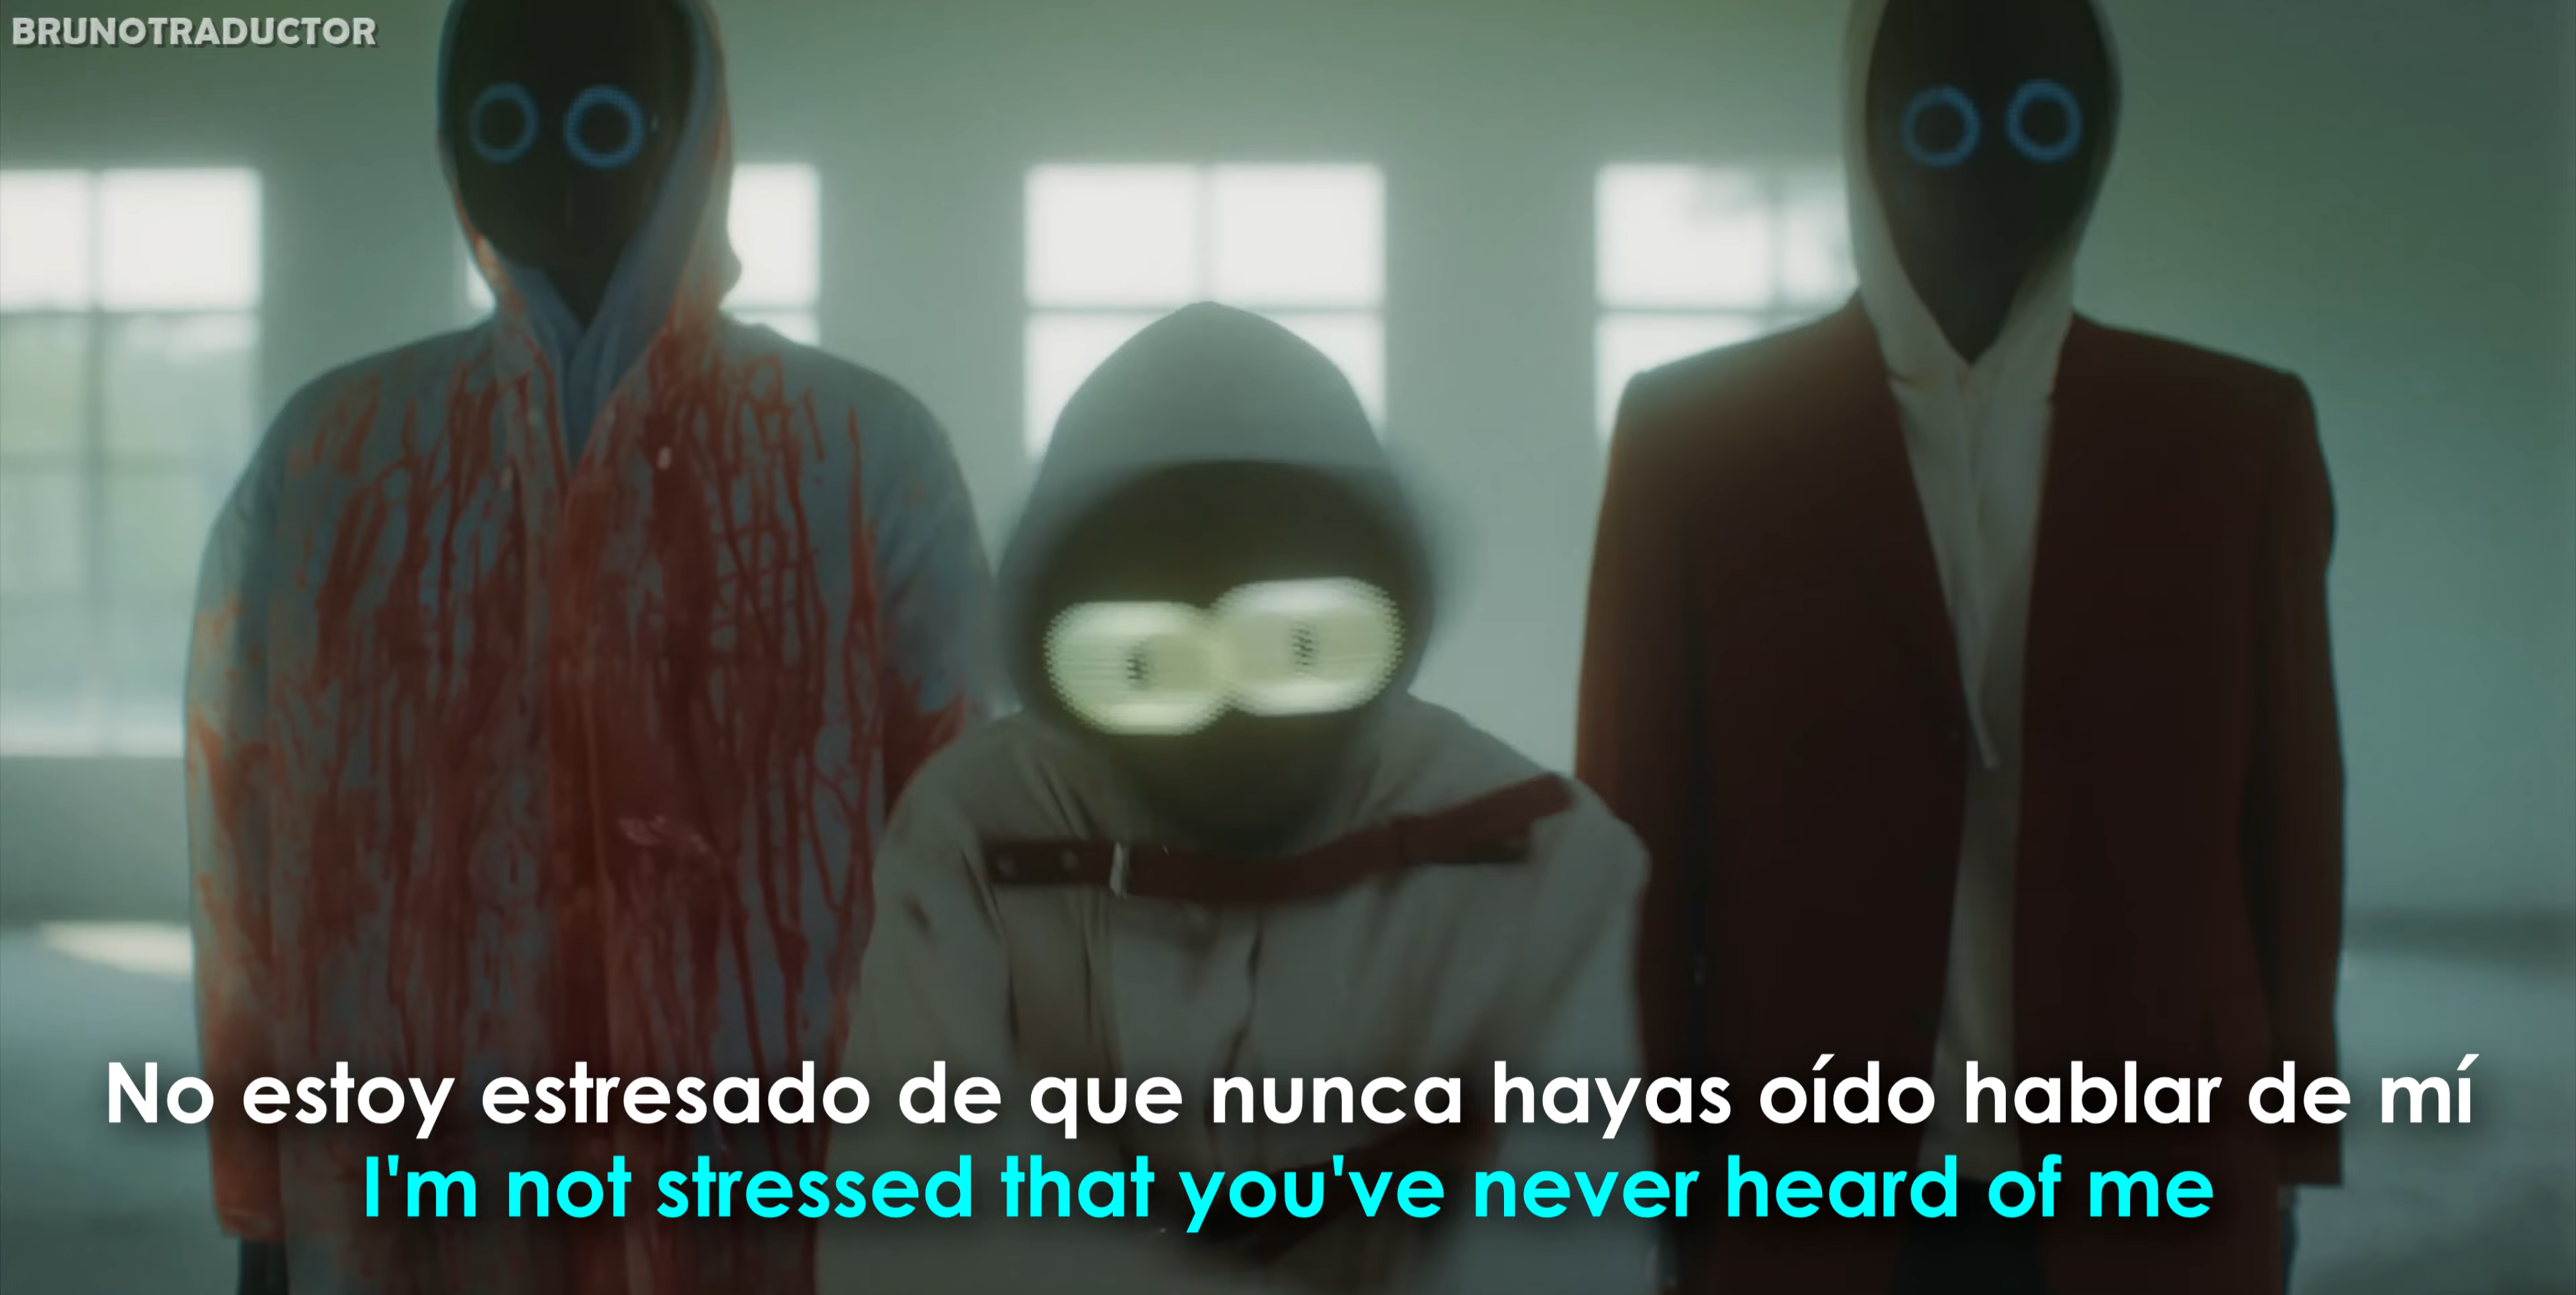 BRUNOTRADUCTOR
No estoy estresado de que nunca hayas oído hablar de mí
I'm not stressed that you've never heard of me